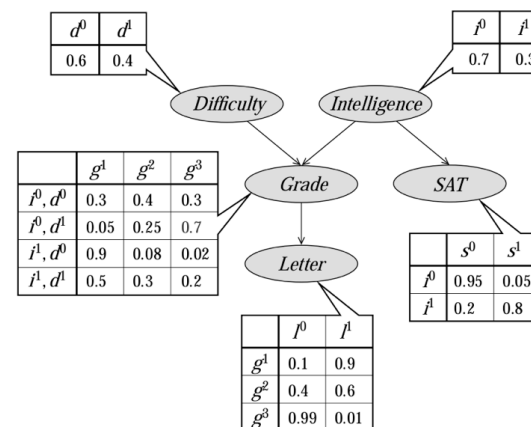 d⁰ d¹
0.6 0.4
i⁰ i¹
0.7 0.3
Difficulty
Intelligence
g¹ g² g³
i⁰, d⁰ 0.3 0.4 0.3
i⁰, d¹ 0.05 0.25 0.7
i¹, d⁰ 0.9 0.08 0.02
i¹, d¹ 0.5 0.3 0.2
Grade
SAT
Letter
s⁰ s¹
i⁰ 0.95 0.05
i¹ 0.2 0.8
l⁰ l¹
g¹ 0.1 0.9
g² 0.4 0.6
g³ 0.99 0.01